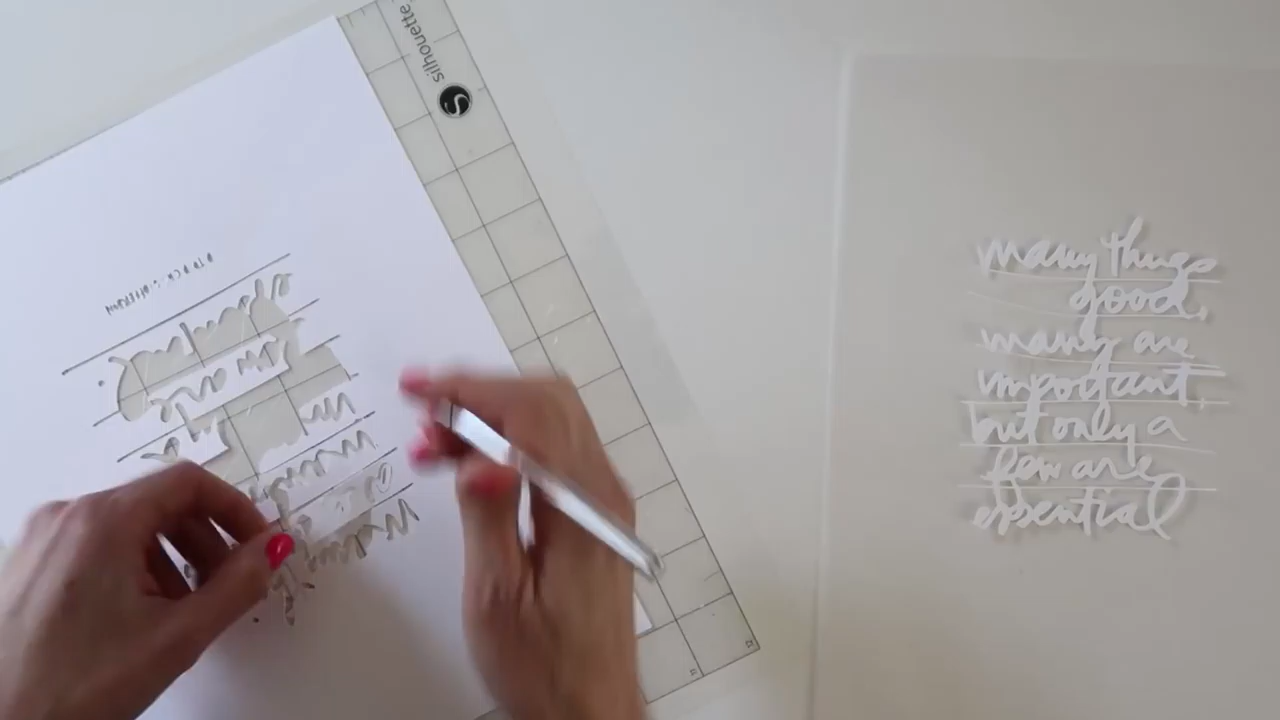 silhouette
many things
good,
many are
important
but only a
few are
essential